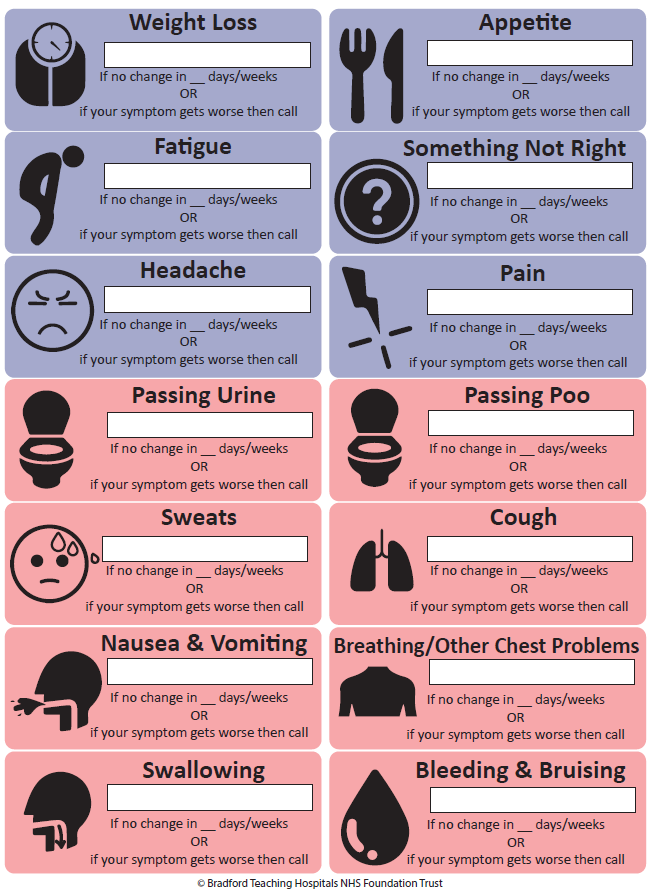 Weight Loss
If no change in __ days/weeks
OR
if your symptom gets worse then call
Appetite
If no change in __ days/weeks
OR
if your symptom gets worse then call
Fatigue
If no change in __ days/weeks
OR
if your symptom gets worse then call
Something Not Right
?
If no change in __ days/weeks
OR
if your symptom gets worse then call
Headache
If no change in __ days/weeks
OR
if your symptom gets worse then call
Pain
If no change in __ days/weeks
OR
if your symptom gets worse then call
Passing Urine
If no change in __ days/weeks
OR
if your symptom gets worse then call
Passing Poo
If no change in __ days/weeks
OR
if your symptom gets worse then call
Sweats
If no change in __ days/weeks
OR
if your symptom gets worse then call
Cough
If no change in __ days/weeks
OR
if your symptom gets worse then call
Nausea & Vomiting
If no change in __ days/weeks
OR
if your symptom gets worse then call
Breathing/Other Chest Problems
If no change in __ days/weeks
OR
if your symptom gets worse then call
Swallowing
If no change in __ days/weeks
OR
if your symptom gets worse then call
Bleeding & Bruising
If no change in __ days/weeks
OR
if your symptom gets worse then call
© Bradford Teaching Hospitals NHS Foundation Trust